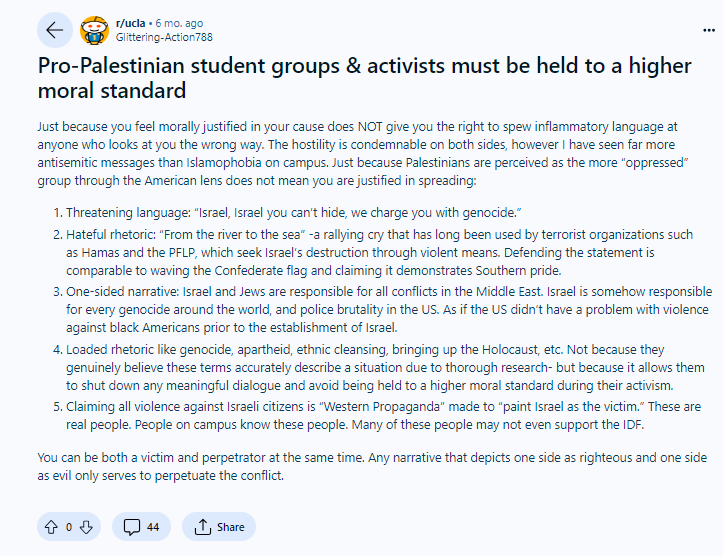 r/ucla • 6 mo. ago
Glittering-Action788
Pro-Palestinian student groups & activists must be held to a higher
moral standard
Just because you feel morally justified in your cause does NOT give you the right to spew inflammatory language at
anyone who looks at you the wrong way. The hostility is condemnable on both sides, however I have seen far more
antisemitic messages than Islamophobia on campus. Just because Palestinians are perceived as the more “oppressed”
group through the American lens does not mean you are justified in spreading:
1. Threatening language: “Israel, Israel you can’t hide, we charge you with genocide.”
2. Hateful rhetoric: “From the river to the sea” -a rallying cry that has long been used by terrorist organizations such
as Hamas and the PFLP, which seek Israel’s destruction through violent means. Defending the statement is
comparable to waving the Confederate flag and claiming it demonstrates Southern pride.
3. One-sided narrative: Israel and Jews are responsible for all conflicts in the Middle East. Israel is somehow responsible
for every genocide around the world, and police brutality in the US. As if the US didn’t have a problem with violence
against black Americans prior to the establishment of Israel.
4. Loaded rhetoric like genocide, apartheid, ethnic cleansing, bringing up the Holocaust, etc. Not because they
genuinely believe these terms accurately describe a situation due to thorough research- but because it allows them
to shut down any meaningful dialogue and avoid being held to a higher moral standard during their activism.
5. Claiming all violence against Israeli citizens is “Western Propaganda” made to “paint Israel as the victim.” These are
real people. People on campus know these people. Many of these people may not even support the IDF.
You can be both a victim and perpetrator at the same time. Any narrative that depicts one side as righteous and one side
as evil only serves to perpetuate the conflict.
0 44 Share